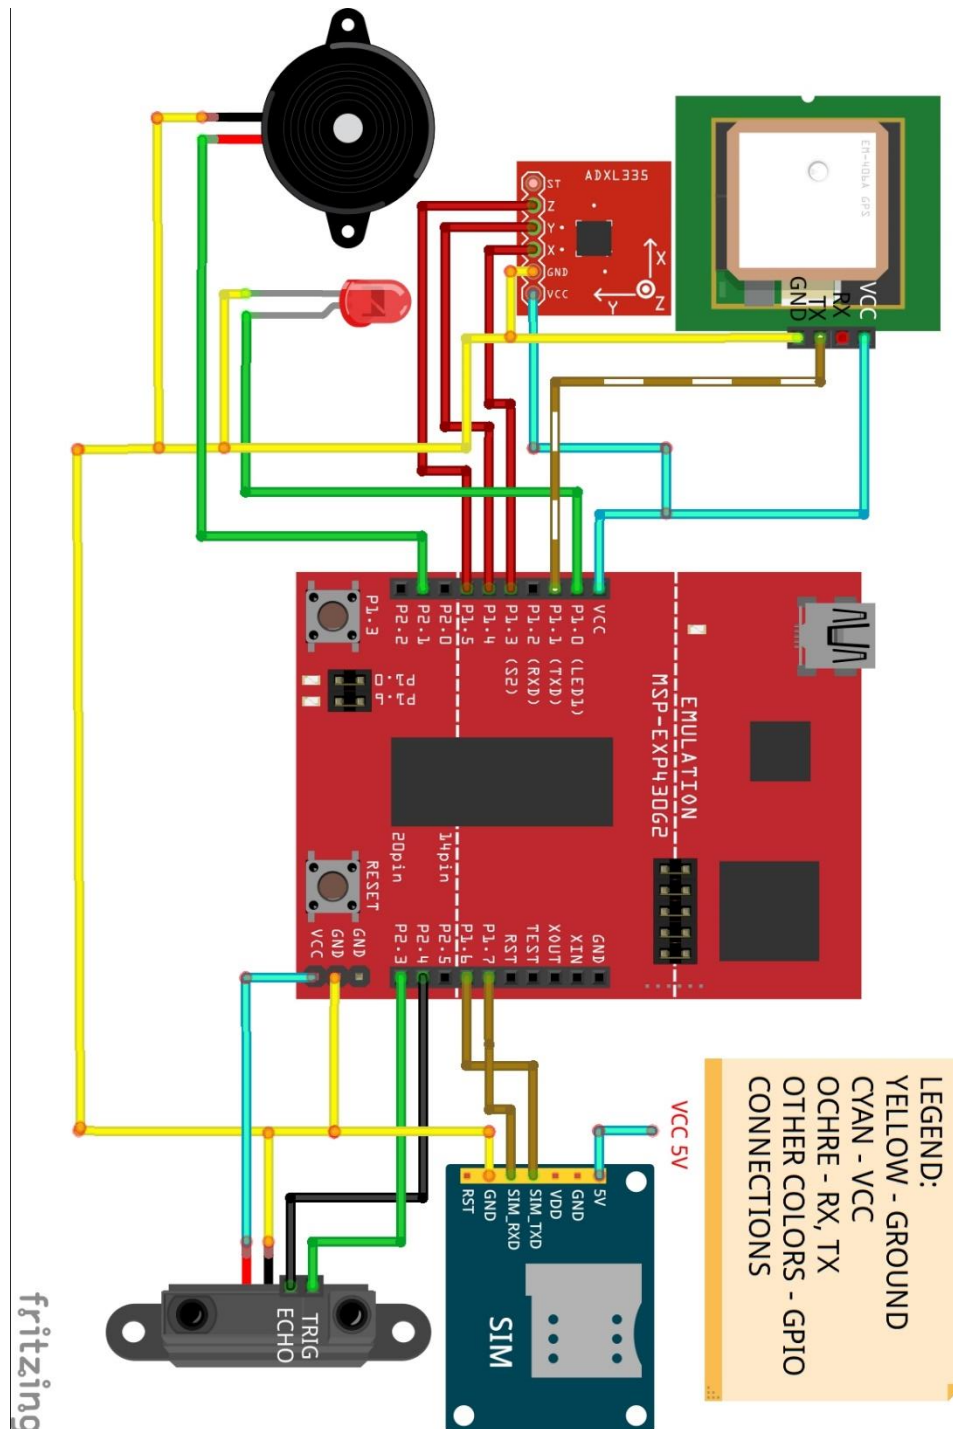 ADXL335
ST
Z
Y
X
GND
VCC
X
Y
Z
EM-406A GPS
GND
TX
RX
VCC
P1.3
P2.2
P2.1
P2.0
P1.5
P1.4
P1.3 (S2)
P1.2 (RXD)
P1.1 (TXD)
P1.0 (LED1)
VCC
P1.0
P1.6
EMULATION
MSP-EXP430G2
20pin
14pin
RESET
VCC
GND
GND
P2.3
P2.4
P2.5
P1.6
P1.7
RST
TEST
XOUT
XIN
GND
VCC 5V
RST
GND
SIM_RXD
SIM_TXD
VDD
GND
5V
SIM
TRIG
ECHO
LEGEND:
YELLOW - GROUND
CYAN - VCC
OCHRE - RX, TX
OTHER COLORS - GPIO
CONNECTIONS
fritzing